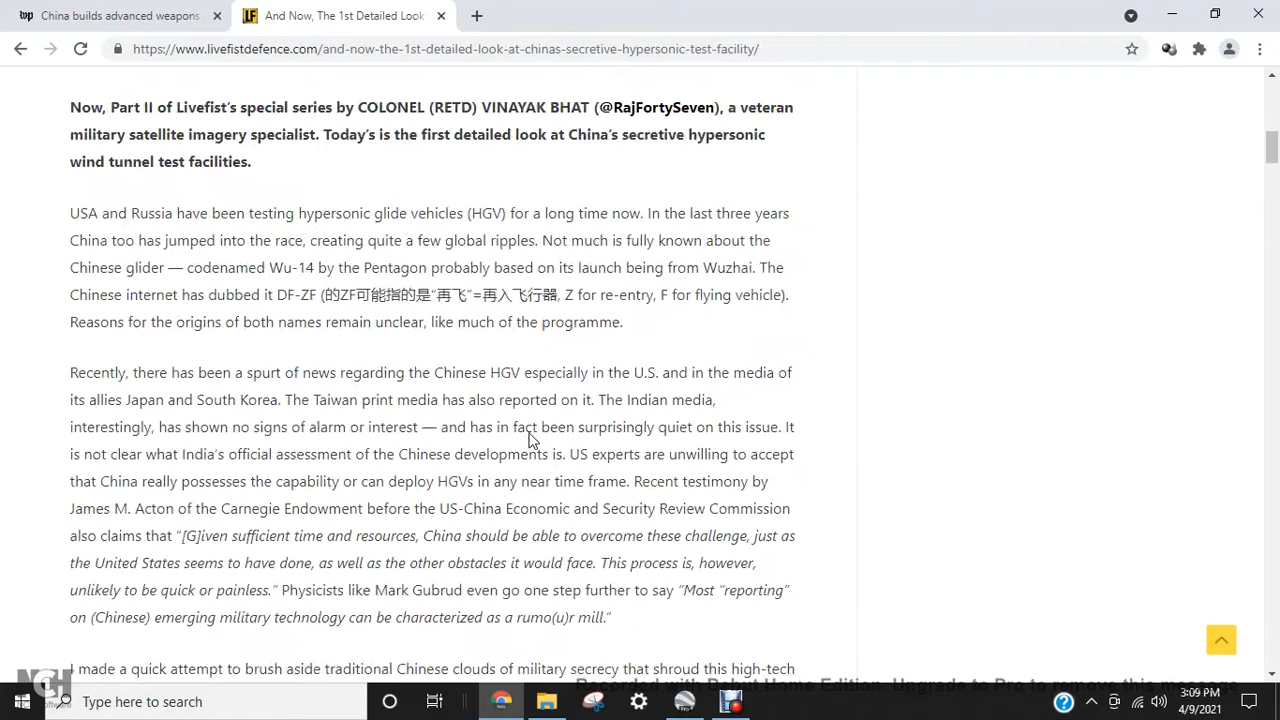 China builds advanced weapons
And Now, The 1st Detailed Look
https://www.livefistdefence.com/and-now-the-1st-detailed-look-at-chinas-secretive-hypersonic-test-facility/
Now, Part II of Livefist's special series by COLONEL (RETD) VINAYAK BHAT (@RajFortySeven), a veteran
military satellite imagery specialist. Today's is the first detailed look at China's secretive hypersonic
wind tunnel test facilities.
USA and Russia have been testing hypersonic glide vehicles (HGV) for a long time now. In the last three years
China too has jumped into the race, creating quite a few global ripples. Not much is fully known about the
Chinese glider — codenamed Wu-14 by the Pentagon probably based on its launch being from Wuzhai. The
Chinese internet has dubbed it DF-ZF (的ZF可能指的是"再飞"=再入飞行器, Z for re-entry, F for flying vehicle).
Reasons for the origins of both names remain unclear, like much of the programme.
Recently, there has been a spurt of news regarding the Chinese HGV especially in the U.S. and in the media of
its allies Japan and South Korea. The Taiwan print media has also reported on it. The Indian media,
interestingly, has shown no signs of alarm or interest — and has in fact been surprisingly quiet on this issue. It
is not clear what India's official assessment of the Chinese developments is. US experts are unwilling to accept
that China really possesses the capability or can deploy HGVs in any near time frame. Recent testimony by
James M. Acton of the Carnegie Endowment before the US-China Economic and Security Review Commission
also claims that "[G]iven sufficient time and resources, China should be able to overcome these challenge, just as
the United States seems to have done, as well as the other obstacles it would face. This process is, however,
unlikely to be quick or painless." Physicists like Mark Gubrud even go one step further to say "Most "reporting"
on (Chinese) emerging military technology can be characterized as a rumo(u)r mill."
I made a quick attempt to brush aside traditional Chinese clouds of military secrecy that shroud this high-tech
NCH
Software
Recorded with Debut Home Edition. Upgrade to Pro to remove this message
Type here to search
3:09 PM
4/9/2021